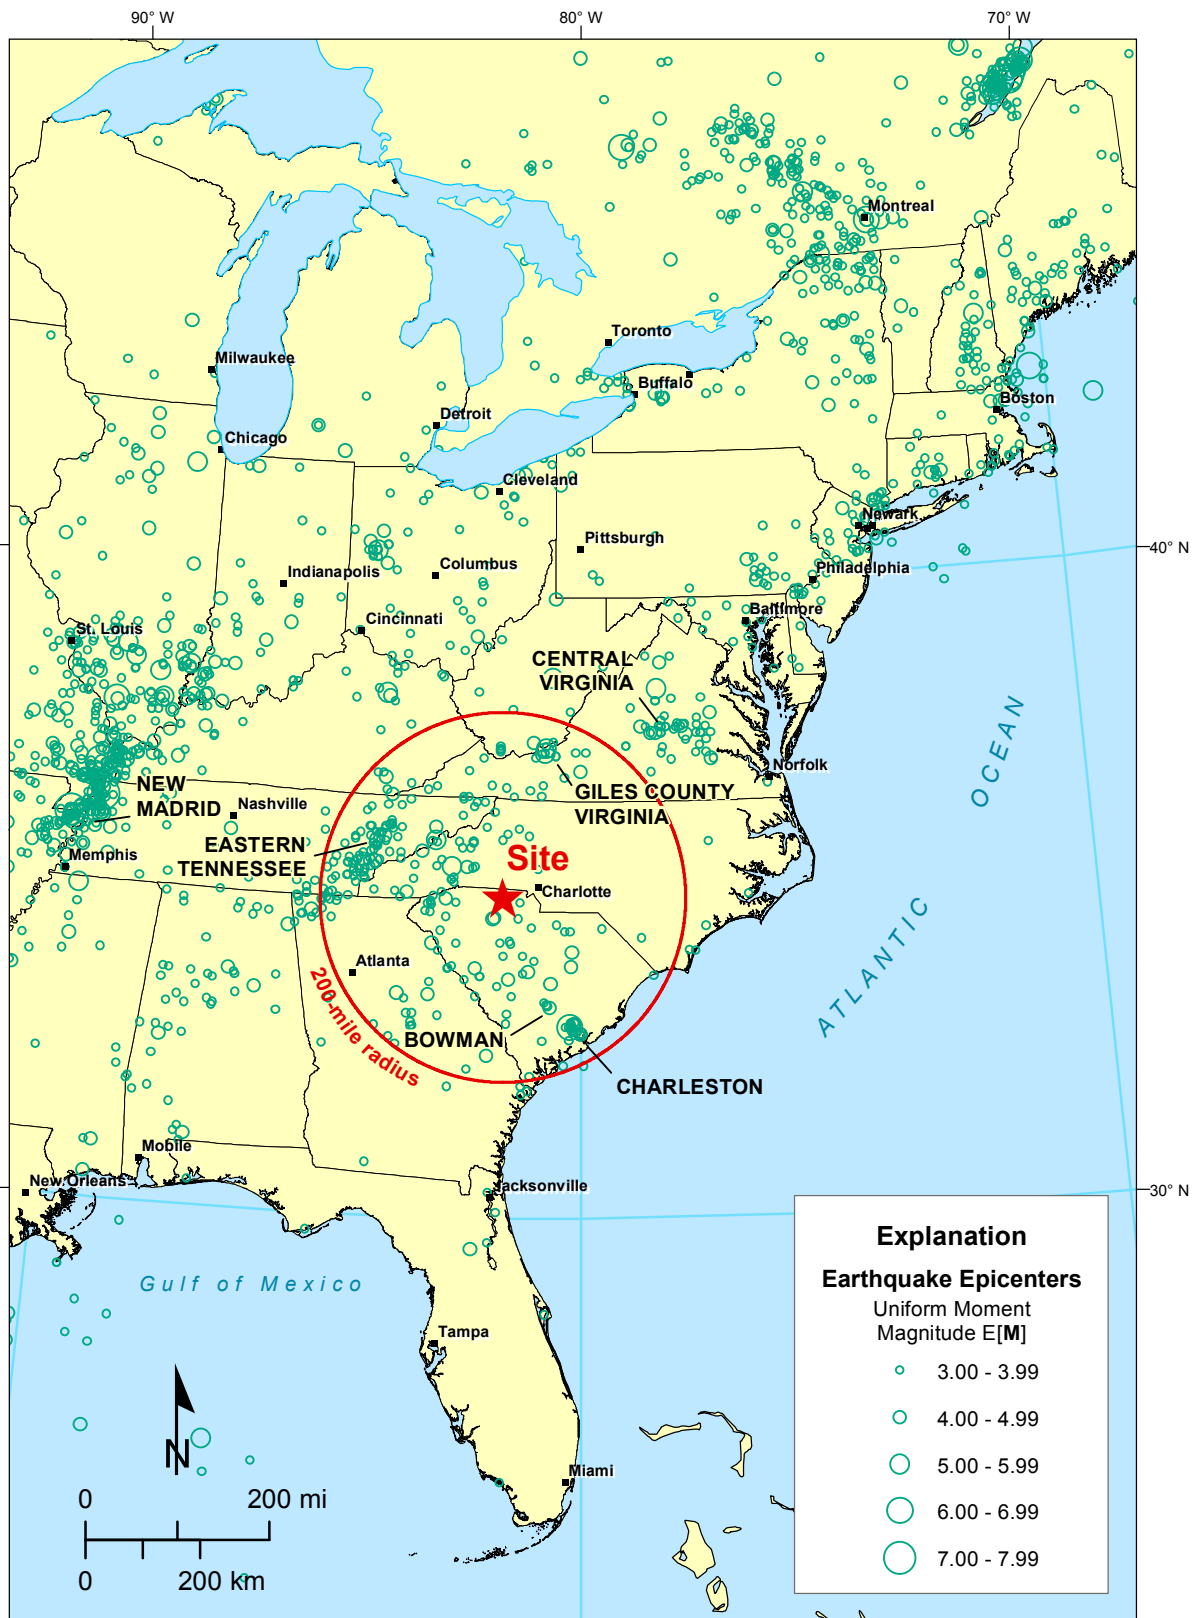 90° W
80° W
70° W
Montreal
Toronto
Milwaukee
Buffalo
Boston
Detroit
Chicago
Cleveland
Newark
Pittsburgh
40° N
Columbus
Indianapolis
Philadelphia
Baltimore
Cincinnati
St. Louis
CENTRAL
VIRGINIA
OCEAN
Norfolk
NEW
MADRID
GILES COUNTY
VIRGINIA
Nashville
EASTERN
TENNESSEE
Memphis
Site
Charlotte
ATLANTIC
Atlanta
200-mile radius
BOWMAN
CHARLESTON
Mobile
New Orleans
Jacksonville
30° N
Gulf of Mexico
Tampa
Miami
N
0 200 mi
0 200 km
Explanation
Earthquake Epicenters
Uniform Moment
Magnitude E[M]
3.00 - 3.99
4.00 - 4.99
5.00 - 5.99
6.00 - 6.99
7.00 - 7.99